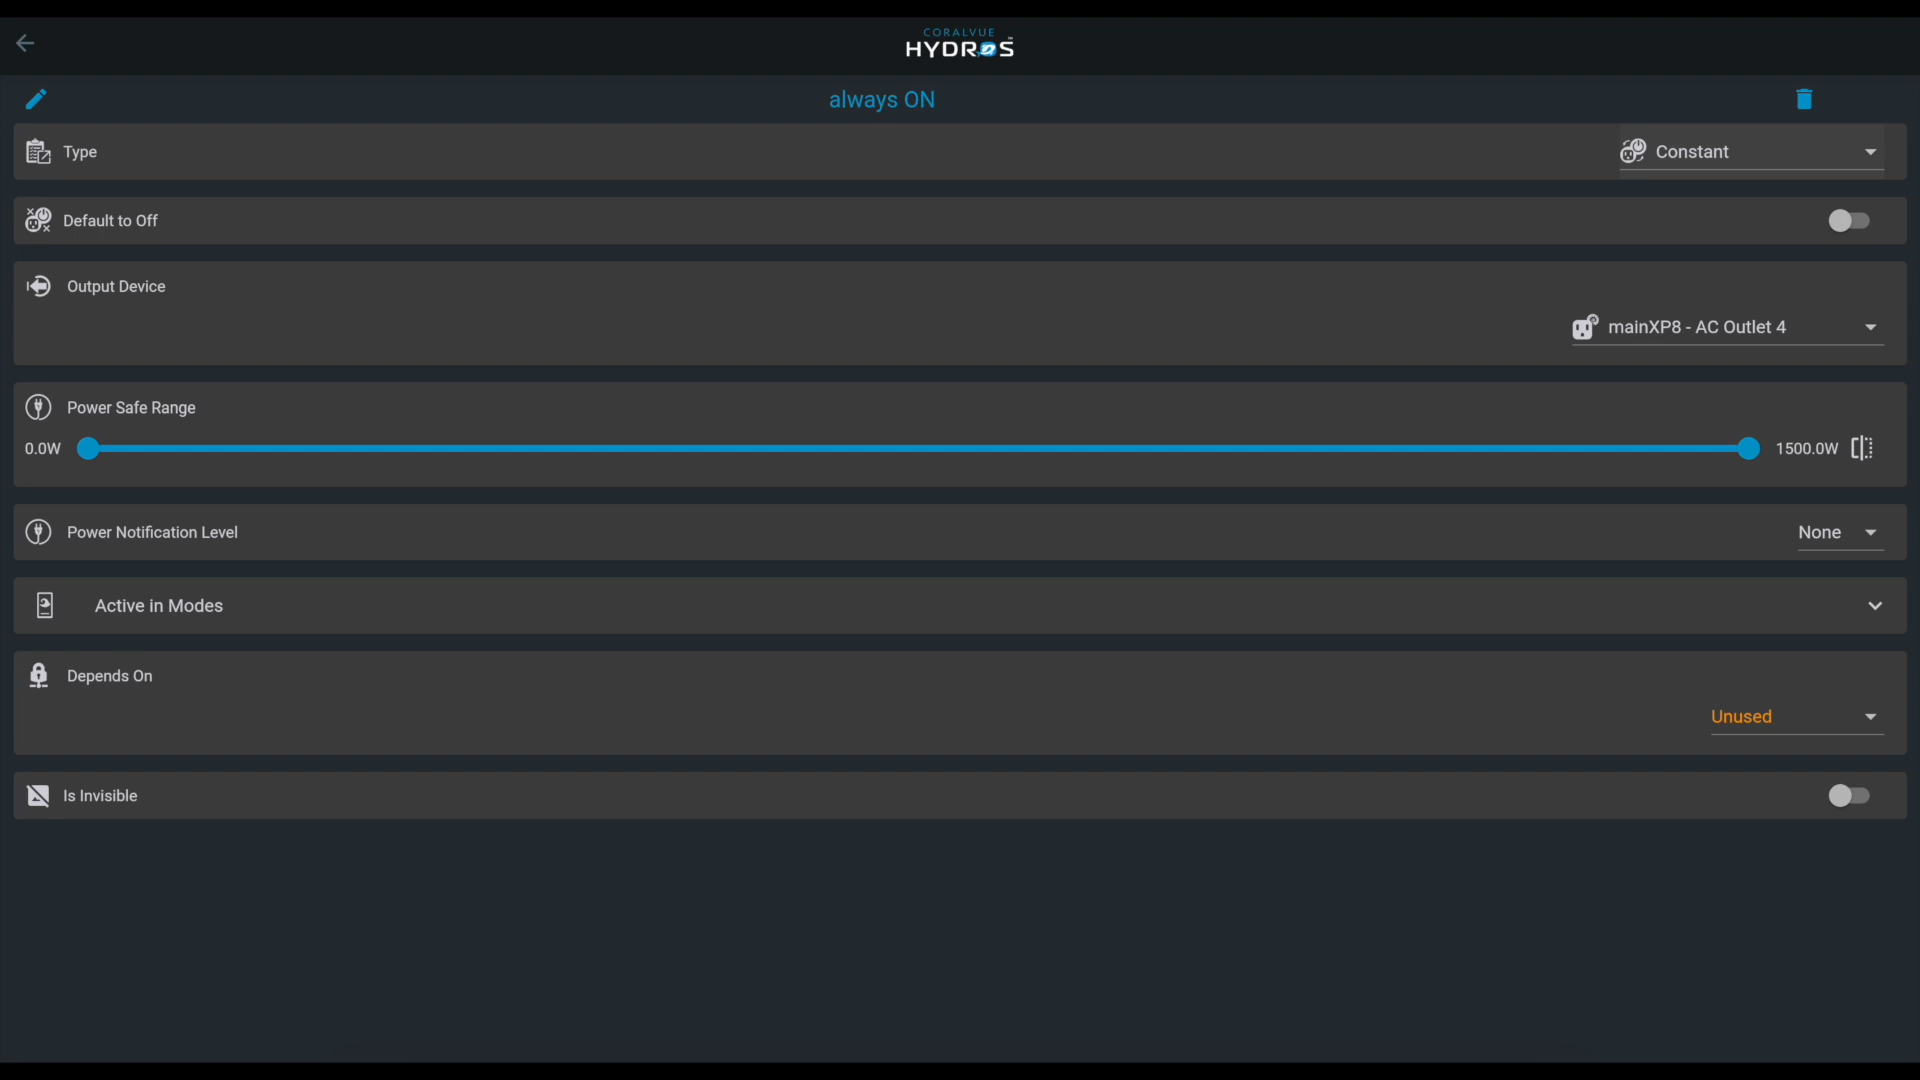 CORALVUE
HYDROS™
always ON
Type
Constant
Default to Off
Output Device
mainXP8 - AC Outlet 4
Power Safe Range
0.0W
1500.0W
Power Notification Level
None
Active in Modes
Depends On
Unused
Is Invisible